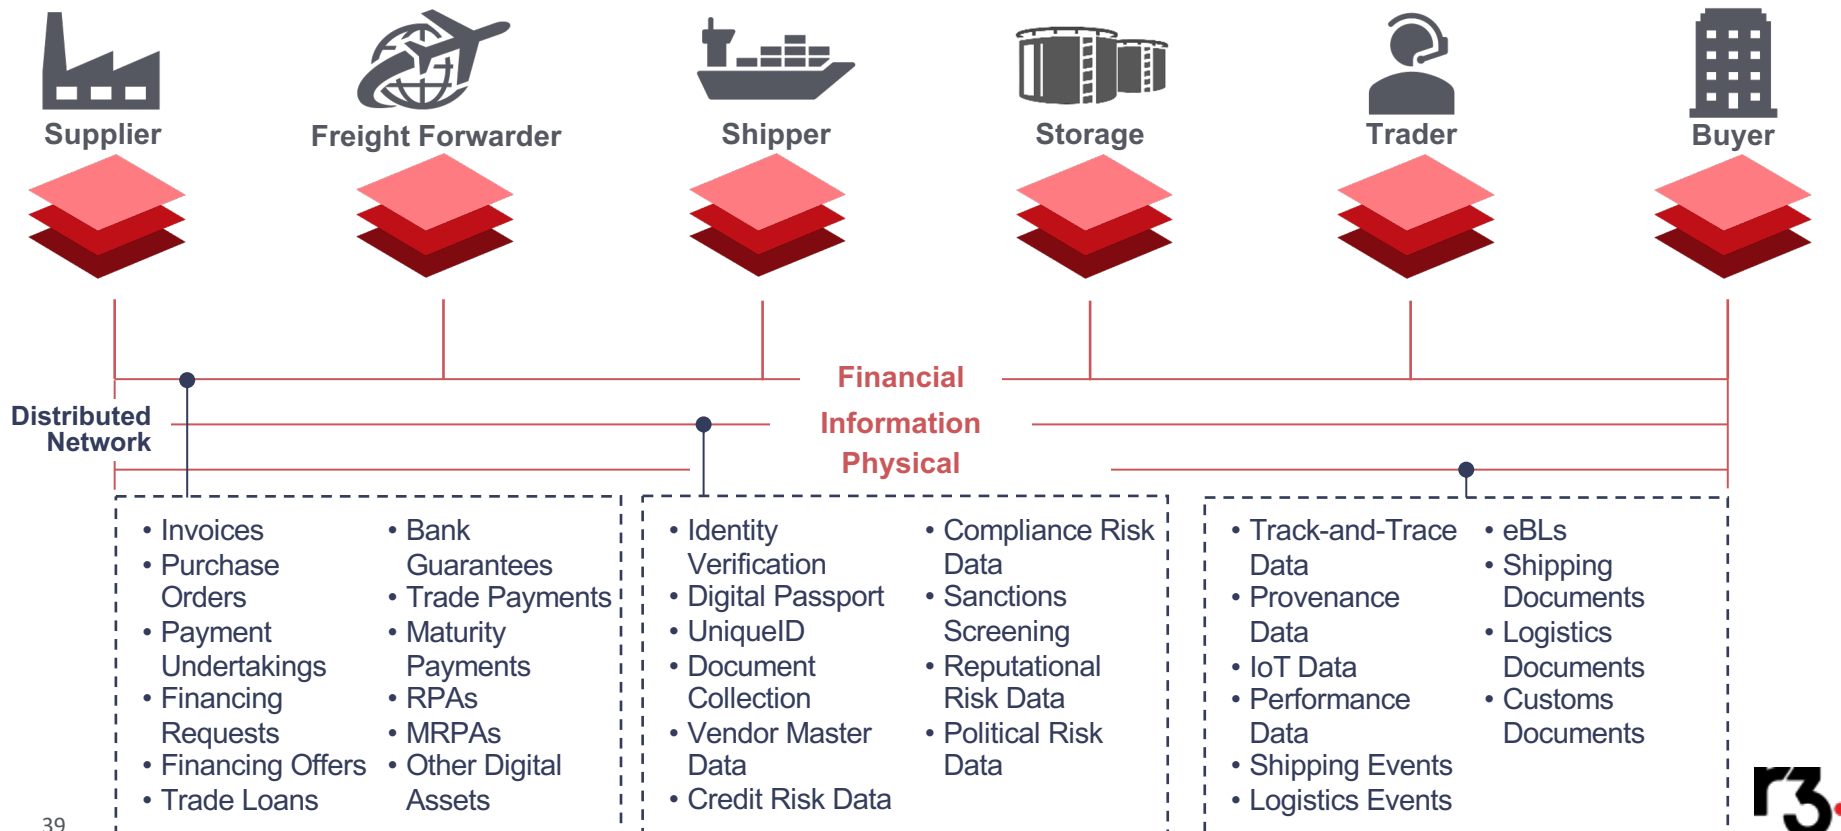 Supplier
Freight Forwarder
Shipper
Storage
Trader
Buyer
Financial
Distributed
Network
Information
Physical
• Invoices
• Purchase
Orders
• Payment
Undertakings
• Financing
Requests
• Financing Offers
• Trade Loans
• Bank
Guarantees
• Trade Payments
• Maturity
Payments
• RPAs
• MRPAs
• Other Digital
Assets
• Identity
Verification
• Digital Passport
• UniqueID
• Document
Collection
• Vendor Master
Data
• Credit Risk Data
• Compliance Risk
Data
• Sanctions
Screening
• Reputational
Risk Data
• Political Risk
Data
• Track-and-Trace
Data
• Provenance
Data
• IoT Data
• Performance
Data
• Shipping Events
• Logistics Events
• eBLs
• Shipping
Documents
• Logistics
Documents
• Customs
Documents
39
r3.